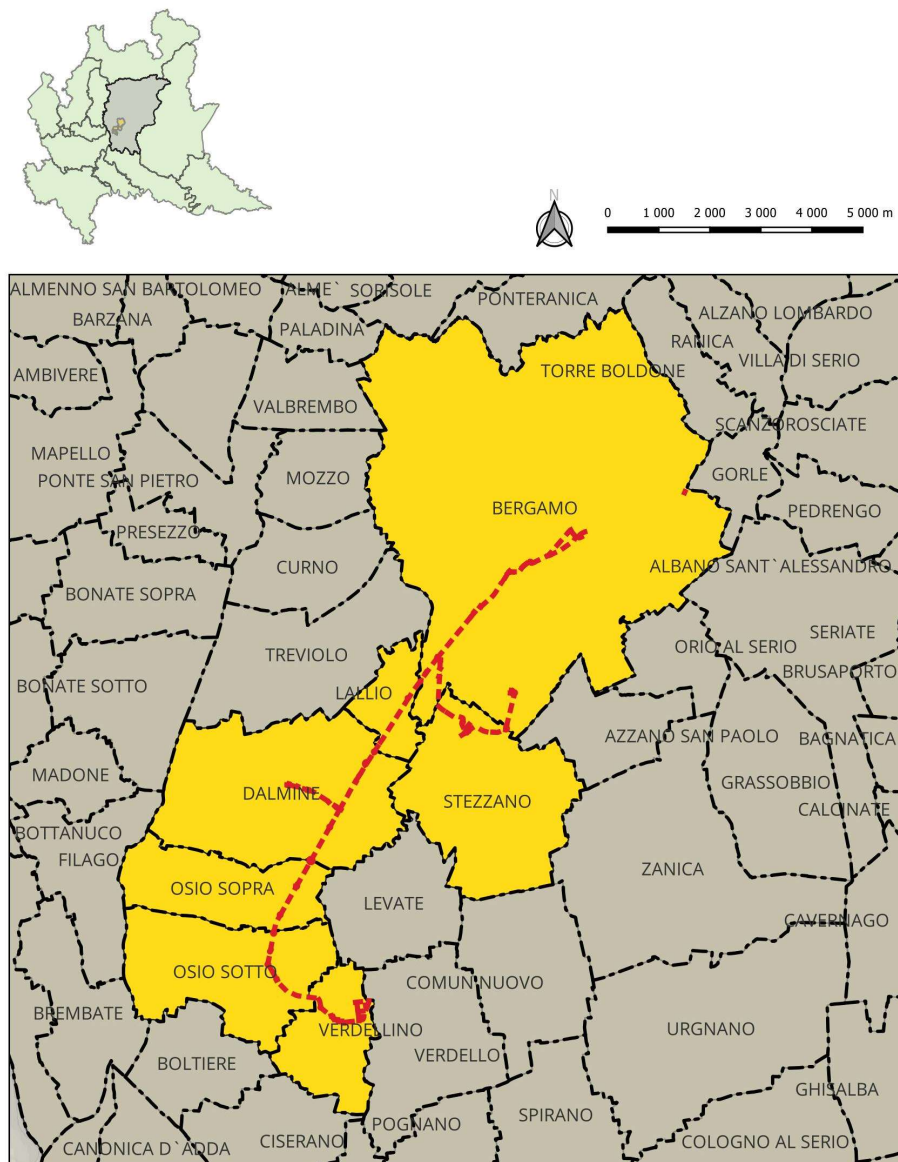 N
0 1 000 2 000 3 000 4 000 5 000 m
ALMENNO SAN BARTOLOMEO
ALME` SORISOLE
PONTERANICA
BARZANA
PALADINA
ALZANO LOMBARDO
RANICA
VILLA DI SERIO
AMBIVERE
TORRE BOLDONE
VALBREMBO
SCANZOROSCIATE
MAPELLO
PONTE SAN PIETRO
MOZZO
GORLE
BERGAMO
PEDRENGO
PRESEZZO
CURNO
ALBANO SANT`ALESSANDRO
BONATE SOPRA
SERIATE
TREVIOLO
ORIO AL SERIO
BONATE SOTTO
BRUSAPORTO
LALLIO
AZZANO SAN PAOLO
BAGNATICA
MADONE
GRASSOBBIO
DALMINE
STEZZANO
CALCINATE
BOTTANUCO
FILAGO
ZANICA
OSIO SOPRA
LEVATE
CAVERNAGO
OSIO SOTTO
COMUN NUOVO
BREMBATE
VERDELLINO
URGNANO
VERDELLO
BOLTIERE
GHISALBA
SPIRANO
POGNANO
CISERANO
COLOGNO AL SERIO
CANONICA D`ADDA